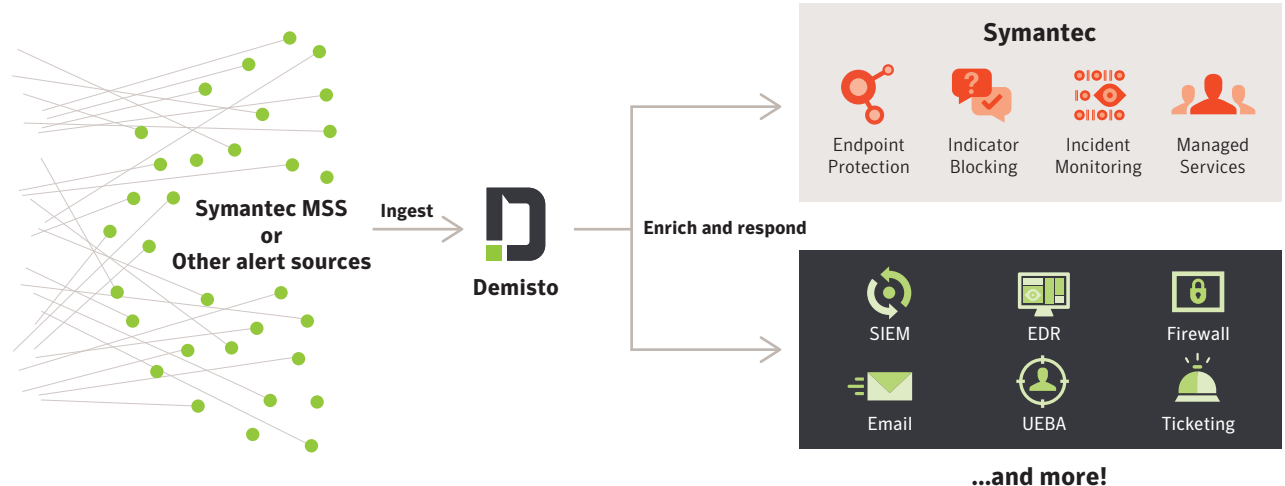 Symantec MSS
or
Other alert sources
Ingest
Demisto
Enrich and respond
Symantec
Endpoint
Protection
Indicator
Blocking
Incident
Monitoring
Managed
Services
SIEM
EDR
Firewall
Email
UEBA
Ticketing
...and more!